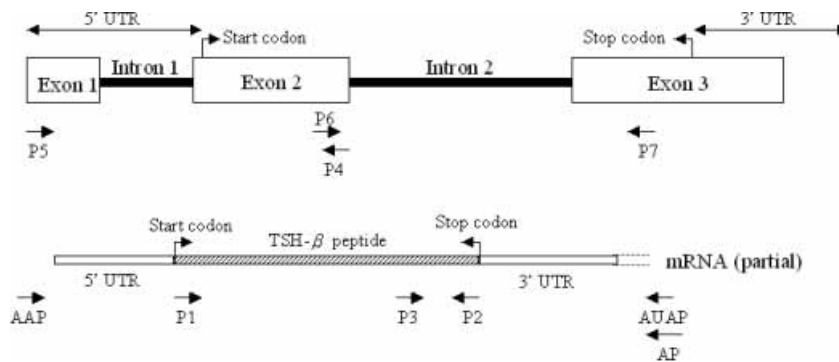 5' UTR
3' UTR
Start codon
Stop codon
Exon 1
Intron 1
Exon 2
Intron 2
Exon 3
P5
P6
P4
P7
Start codon
TSH-β peptide
Stop codon
mRNA (partial)
5' UTR
3' UTR
AAP
P1
P3
P2
AUAP
AP